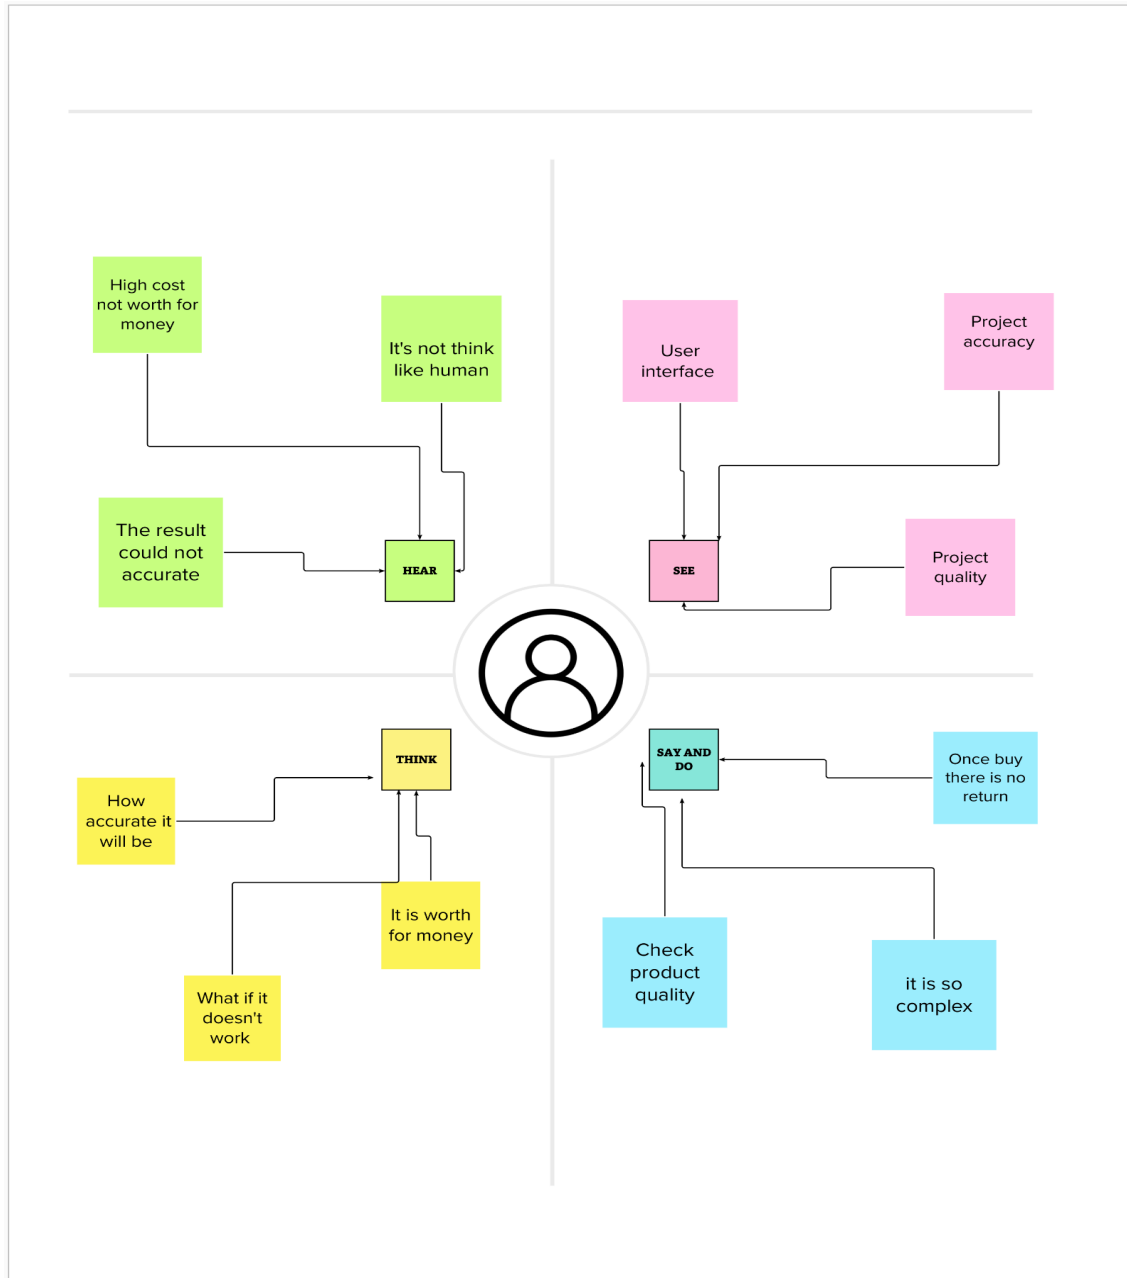 High cost
not worth for
money
It's not think
like human
The result
could not
accurate
HEAR
User
interface
Project
accuracy
Project
quality
SEE
THINK
How
accurate it
will be
It is worth
for money
What if it
doesn't
work
SAY AND
DO
Once buy
there is no
return
Check
product
quality
it is so
complex